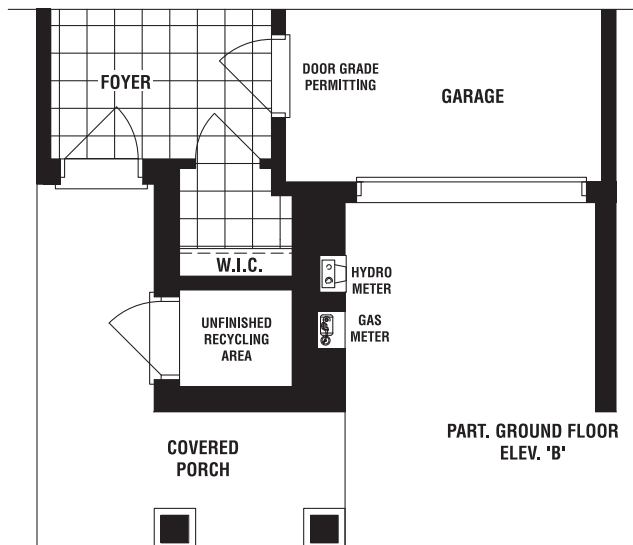 FOYER
DOOR GRADE
PERMITTING
GARAGE
W.I.C.
HYDRO
METER
UNFINISHED
RECYCLING
AREA
GAS
METER
COVERED
PORCH
PART. GROUND FLOOR
ELEV. 'B'